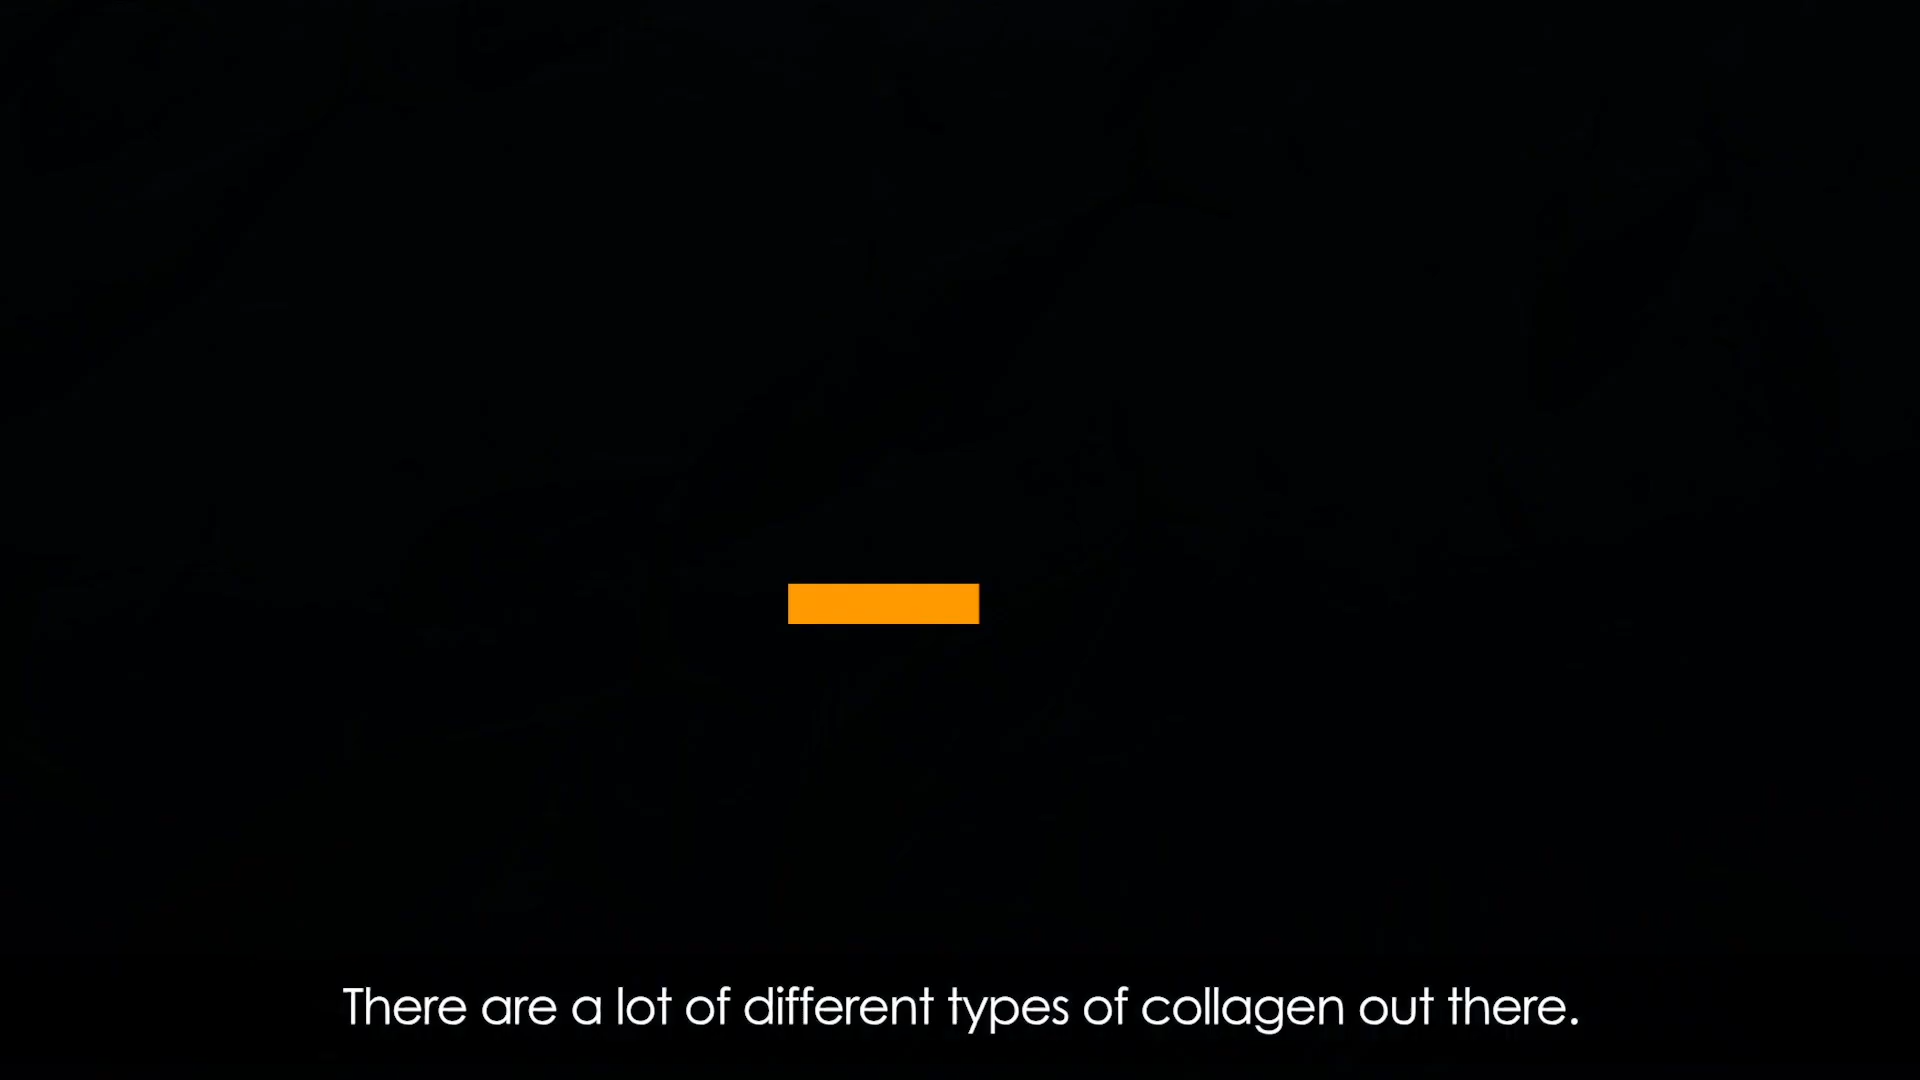 There are a lot of different types of collagen out there.